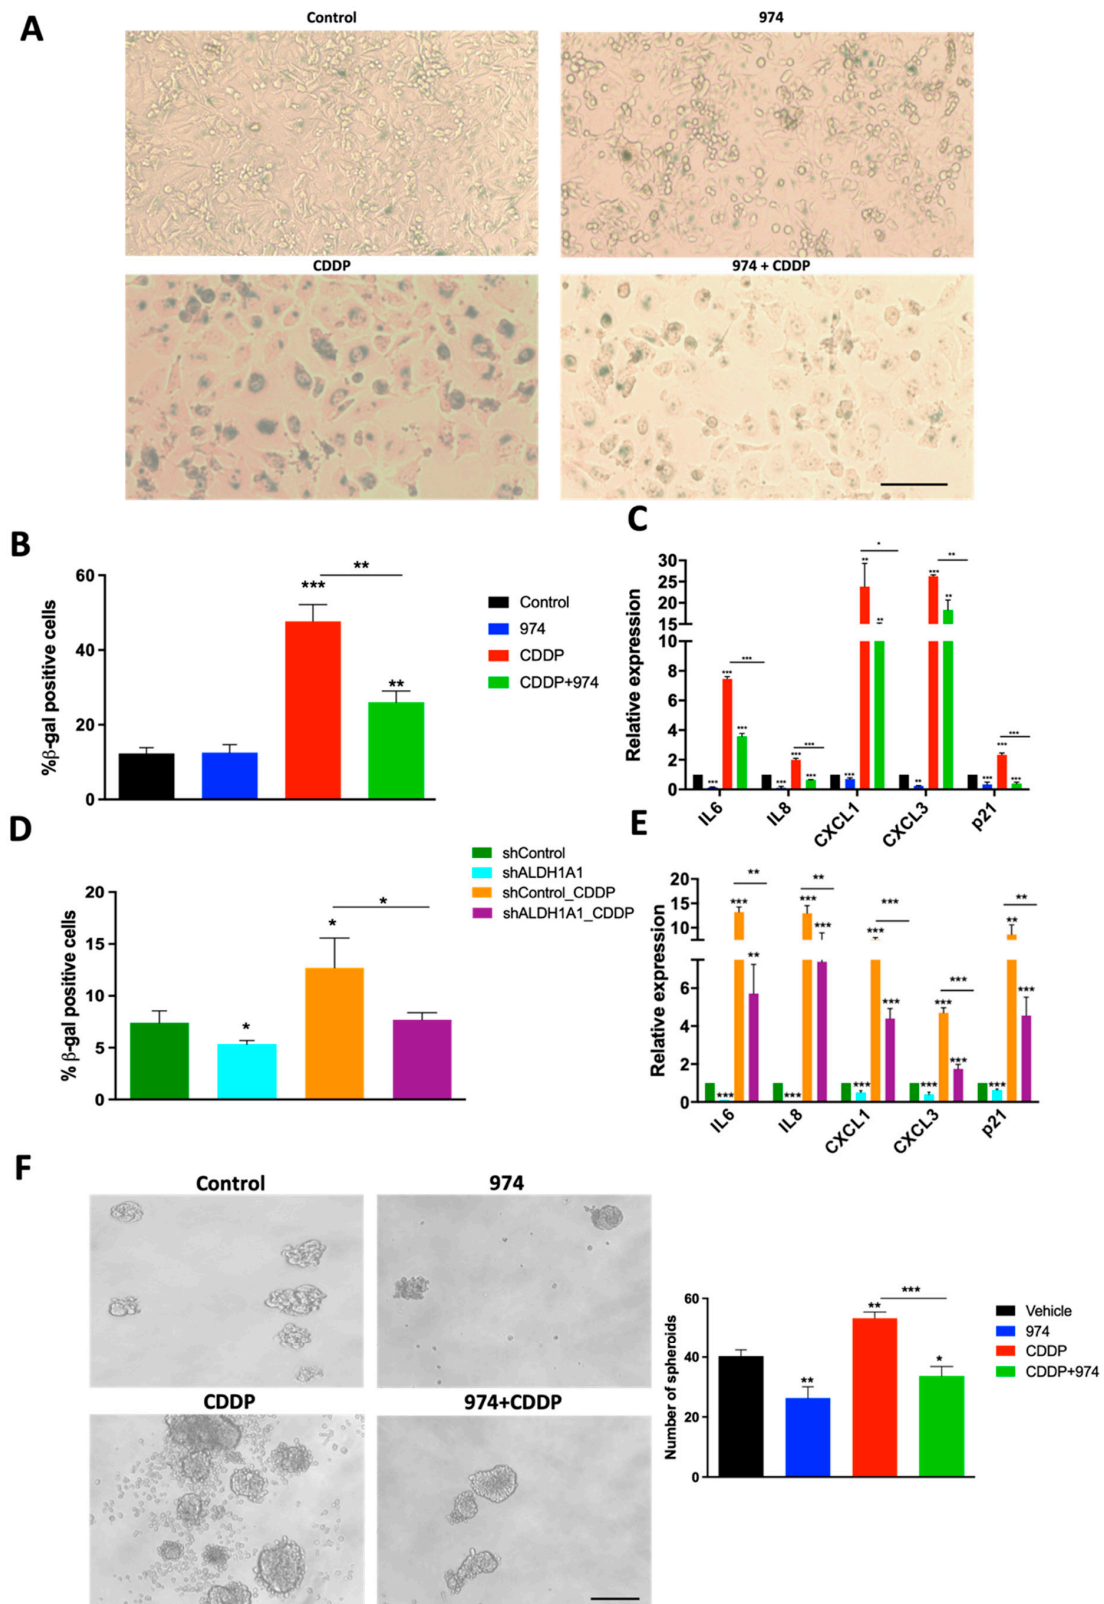 A
Control
974
CDDP
974 + CDDP
B
%β-gal positive cells
60
40
20
0
***
**
**
Control
974
CDDP
CDDP+974
C
Relative expression
30
25
20
15
10
8
6
4
2
0
***
***
***
***
***
***
***
***
***
**
**
*
**
***
**
**
***
***
***
***
IL6
IL8
CXCL1
CXCL3
p21
D
% β-gal positive cells
20
15
10
5
0
*
*
*
shControl
shALDH1A1
shControl_CDDP
shALDH1A1_CDDP
E
Relative expression
20
15
10
6
4
2
0
***
***
**
**
***
***
***
**
***
***
***
***
***
***
***
***
***
**
***
**
IL6
IL8
CXCL1
CXCL3
p21
F
Control
974
CDDP
974+CDDP
Number of spheroids
60
40
20
0
**
**
***
*
Vehicle
974
CDDP
CDDP+974